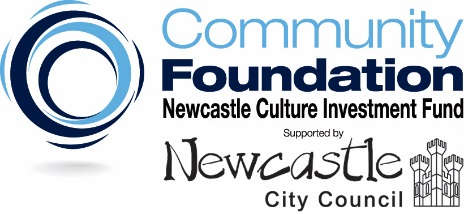 Community
Foundation
Newcastle Culture Investment Fund
Supported by
Newcastle
City Council